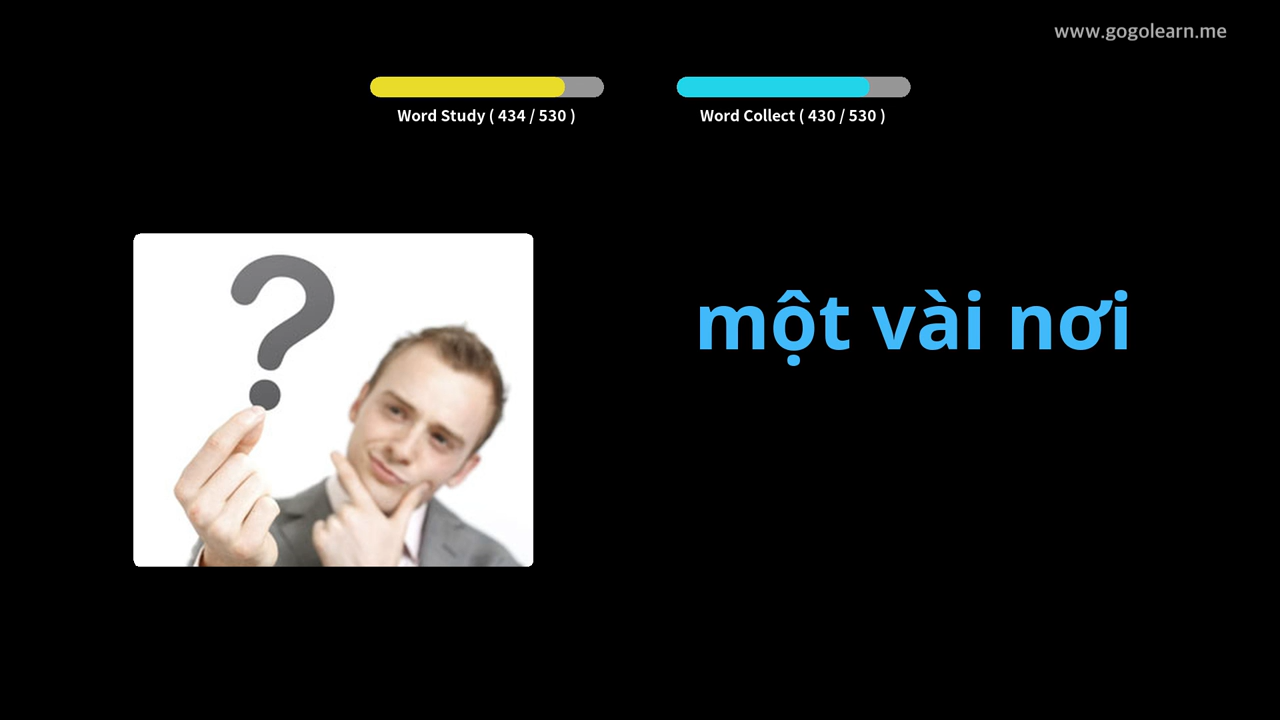 www.gogolearn.me
Word Study ( 434 / 530 )
Word Collect ( 430 / 530 )
?
một vài nơi